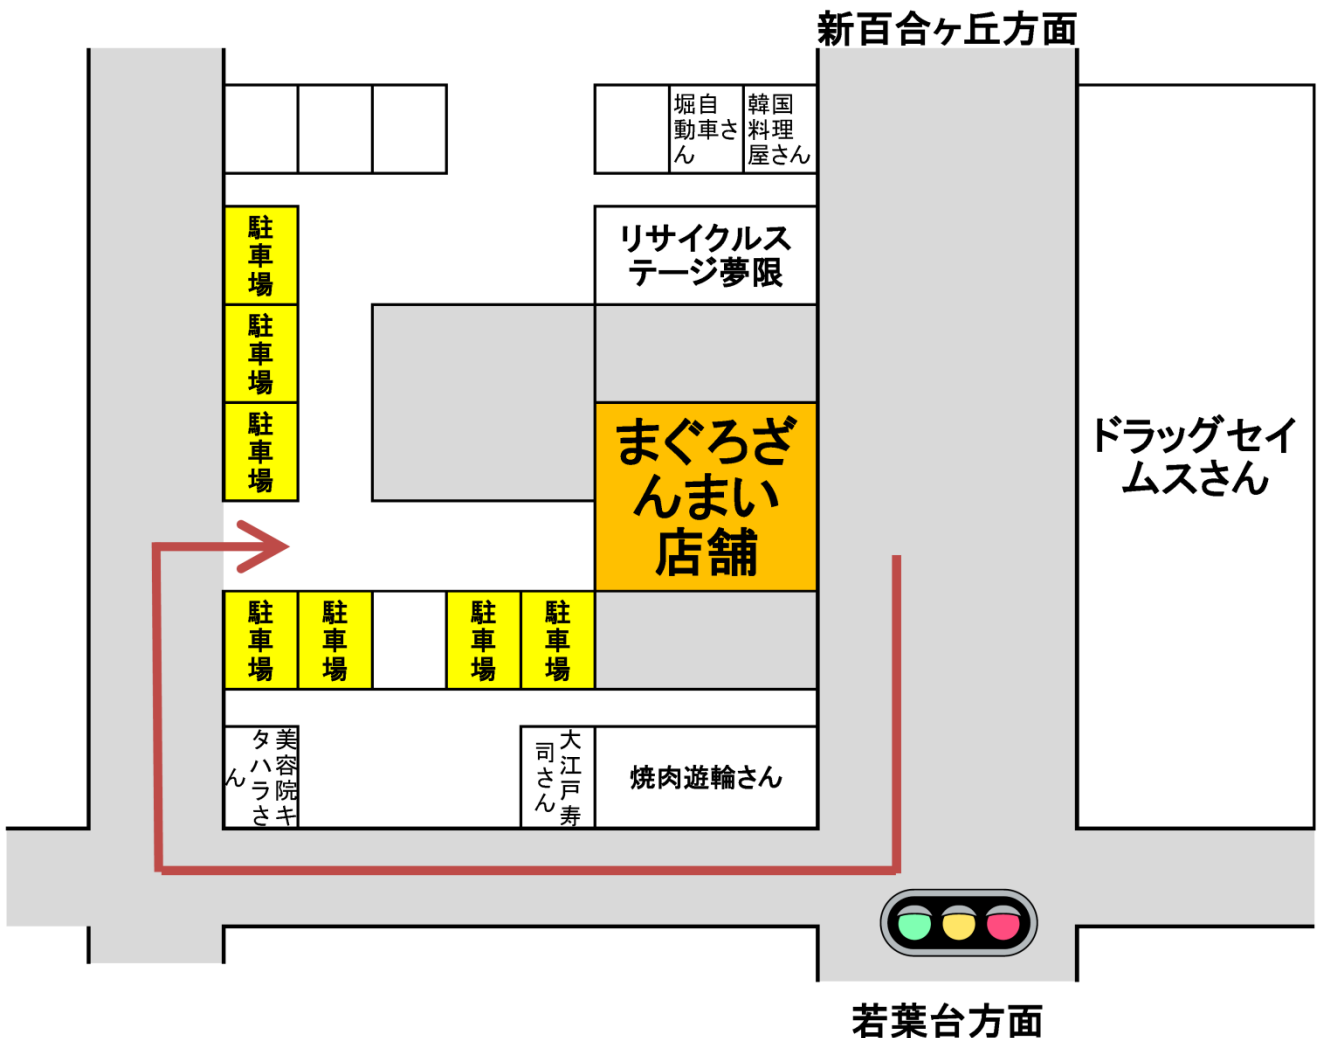 新百合ヶ丘方面
堀自
動車さ
ん
韓国
料理
屋さん
駐車場
リサイクルス
テージ夢限
駐車場
駐車場
まぐろざ
んまい
店舗
ドラッグセイ
ムスさん
駐車場
駐車場
駐車場
駐車場
美容院キ
タハラさ
ん
大江戸寿
司さん
焼肉遊輪さん
若葉台方面